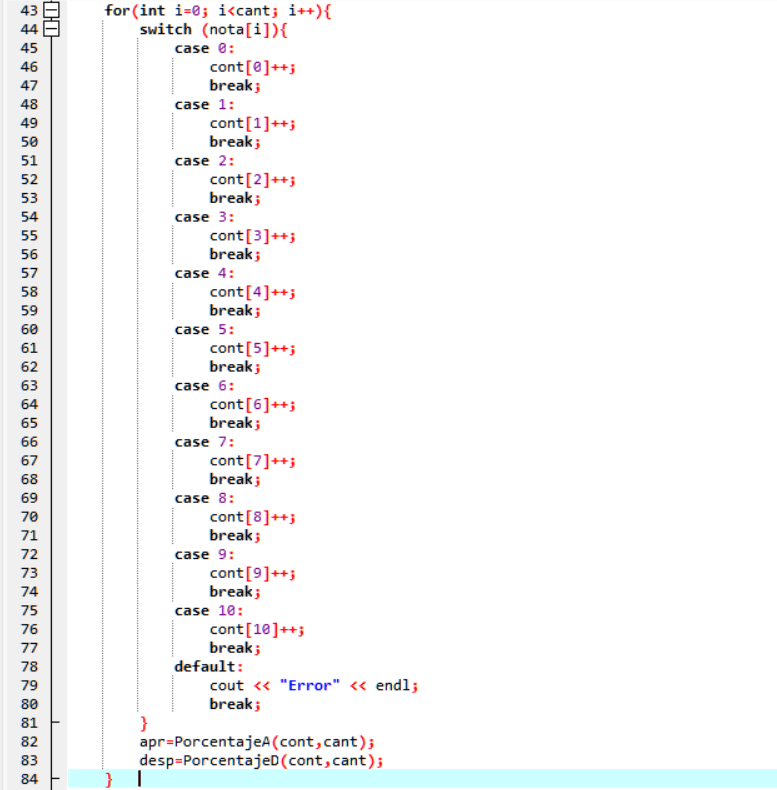 43 for(int i=0; i<cant; i++){
44 switch (nota[i]){
45 case 0:
46 cont[0]++;
47 break;
48 case 1:
49 cont[1]++;
50 break;
51 case 2:
52 cont[2]++;
53 break;
54 case 3:
55 cont[3]++;
56 break;
57 case 4:
58 cont[4]++;
59 break;
60 case 5:
61 cont[5]++;
62 break;
63 case 6:
64 cont[6]++;
65 break;
66 case 7:
67 cont[7]++;
68 break;
69 case 8:
70 cont[8]++;
71 break;
72 case 9:
73 cont[9]++;
74 break;
75 case 10:
76 cont[10]++;
77 break;
78 default:
79 cout << "Error" << endl;
80 break;
81 }
82 apr=PorcentajeA(cont,cant);
83 desp=PorcentajeD(cont,cant);
84 }